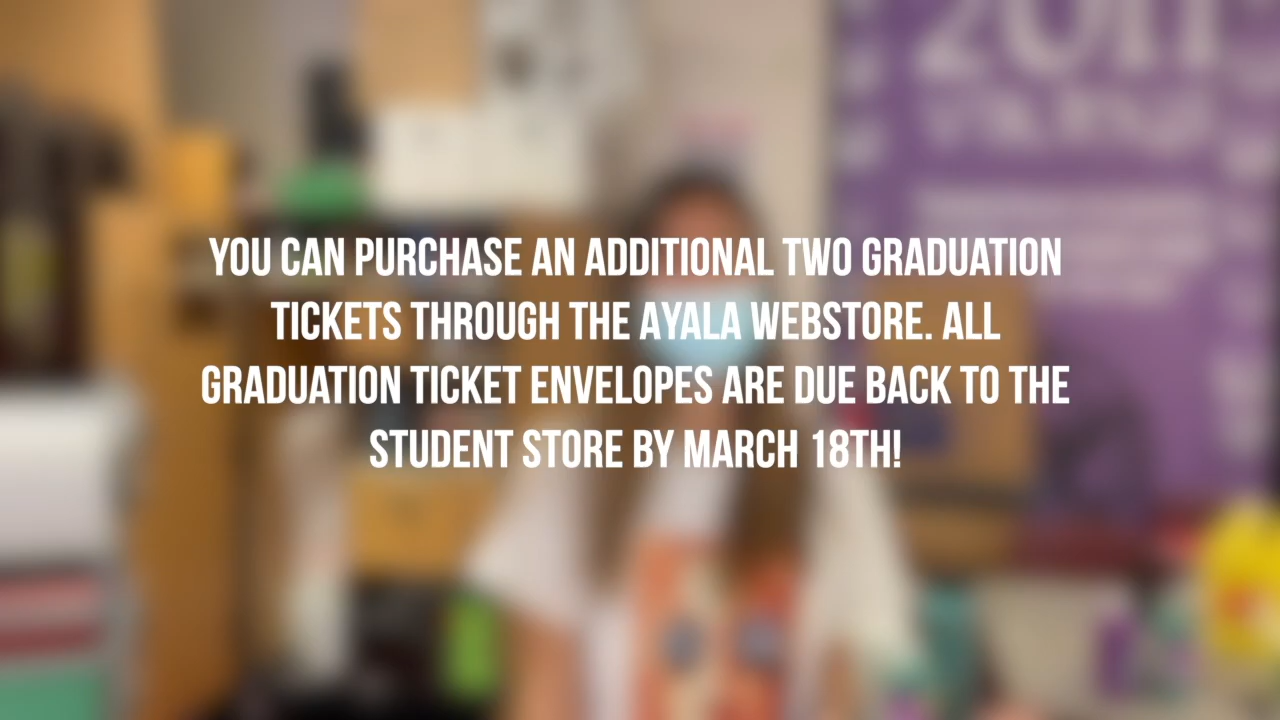 YOU CAN PURCHASE AN ADDITIONAL TWO GRADUATION
TICKETS THROUGH THE AYALA WEBSTORE. ALL
GRADUATION TICKET ENVELOPES ARE DUE BACK TO THE
STUDENT STORE BY MARCH 18TH!